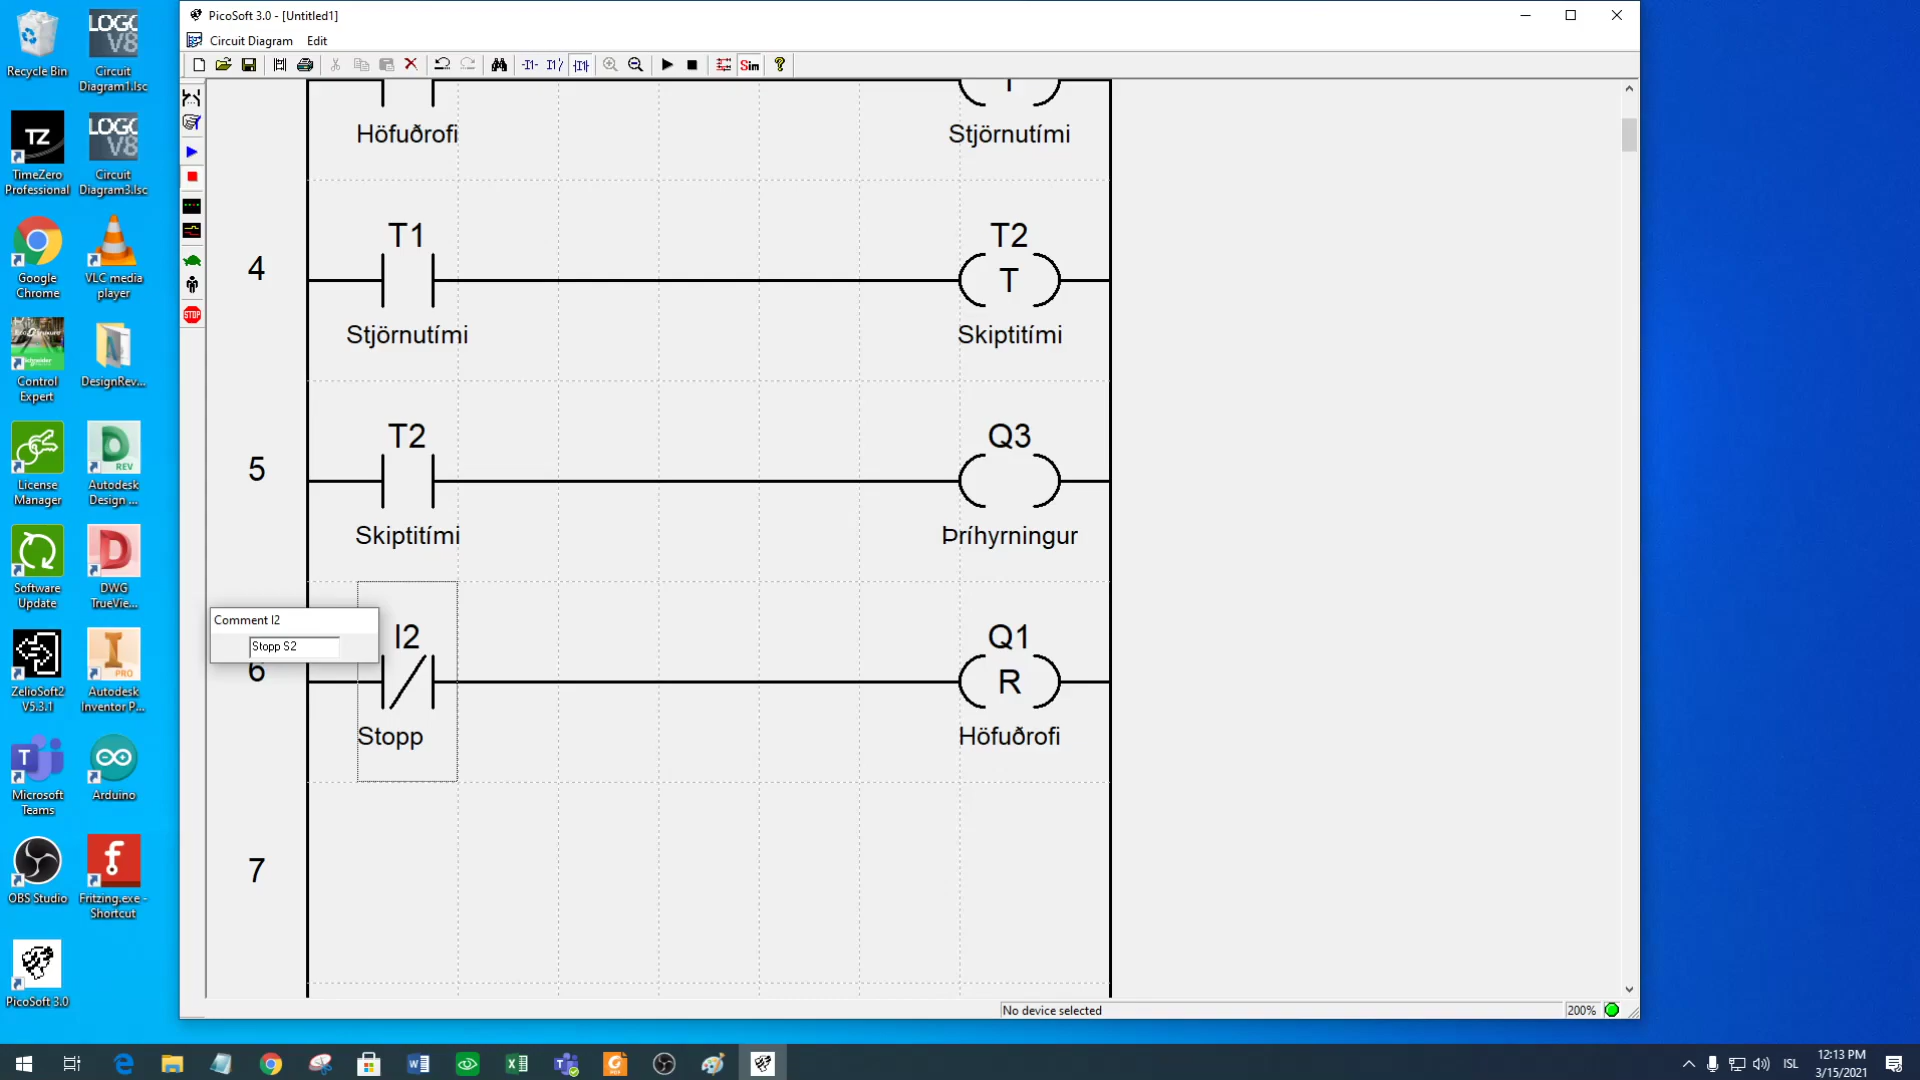 PicoSoft 3.0 - [Untitled1]
Circuit Diagram Edit
Sim
STOP
Recycle Bin
LOGO
V8
Circuit
Diagram1.lsc
TZ
TimeZero
Professional
LOGO
V8
Circuit
Diagram3.lsc
Google
Chrome
VLC media
player
Control
Expert
DesignRev...
License
Manager
REV
Autodesk
Design ...
Software
Update
DWG
TrueVie...
ZelioSoft2
V5.3.1
PRO
Autodesk
Inventor P...
Microsoft
Teams
Arduino
OBS Studio
Fritzing.exe -
Shortcut
PicoSoft 3.0
T
Höfuðrofi
Stjörnutími
4
T1
T2
T
Stjörnutími
Skiptitími
5
T2
Q3
Skiptitími
Þríhyrningur
Comment I2
Stopp S2
6
I2
Q1
R
Stopp
Höfuðrofi
7
No device selected
200%
ISL
12:13 PM
3/15/2021